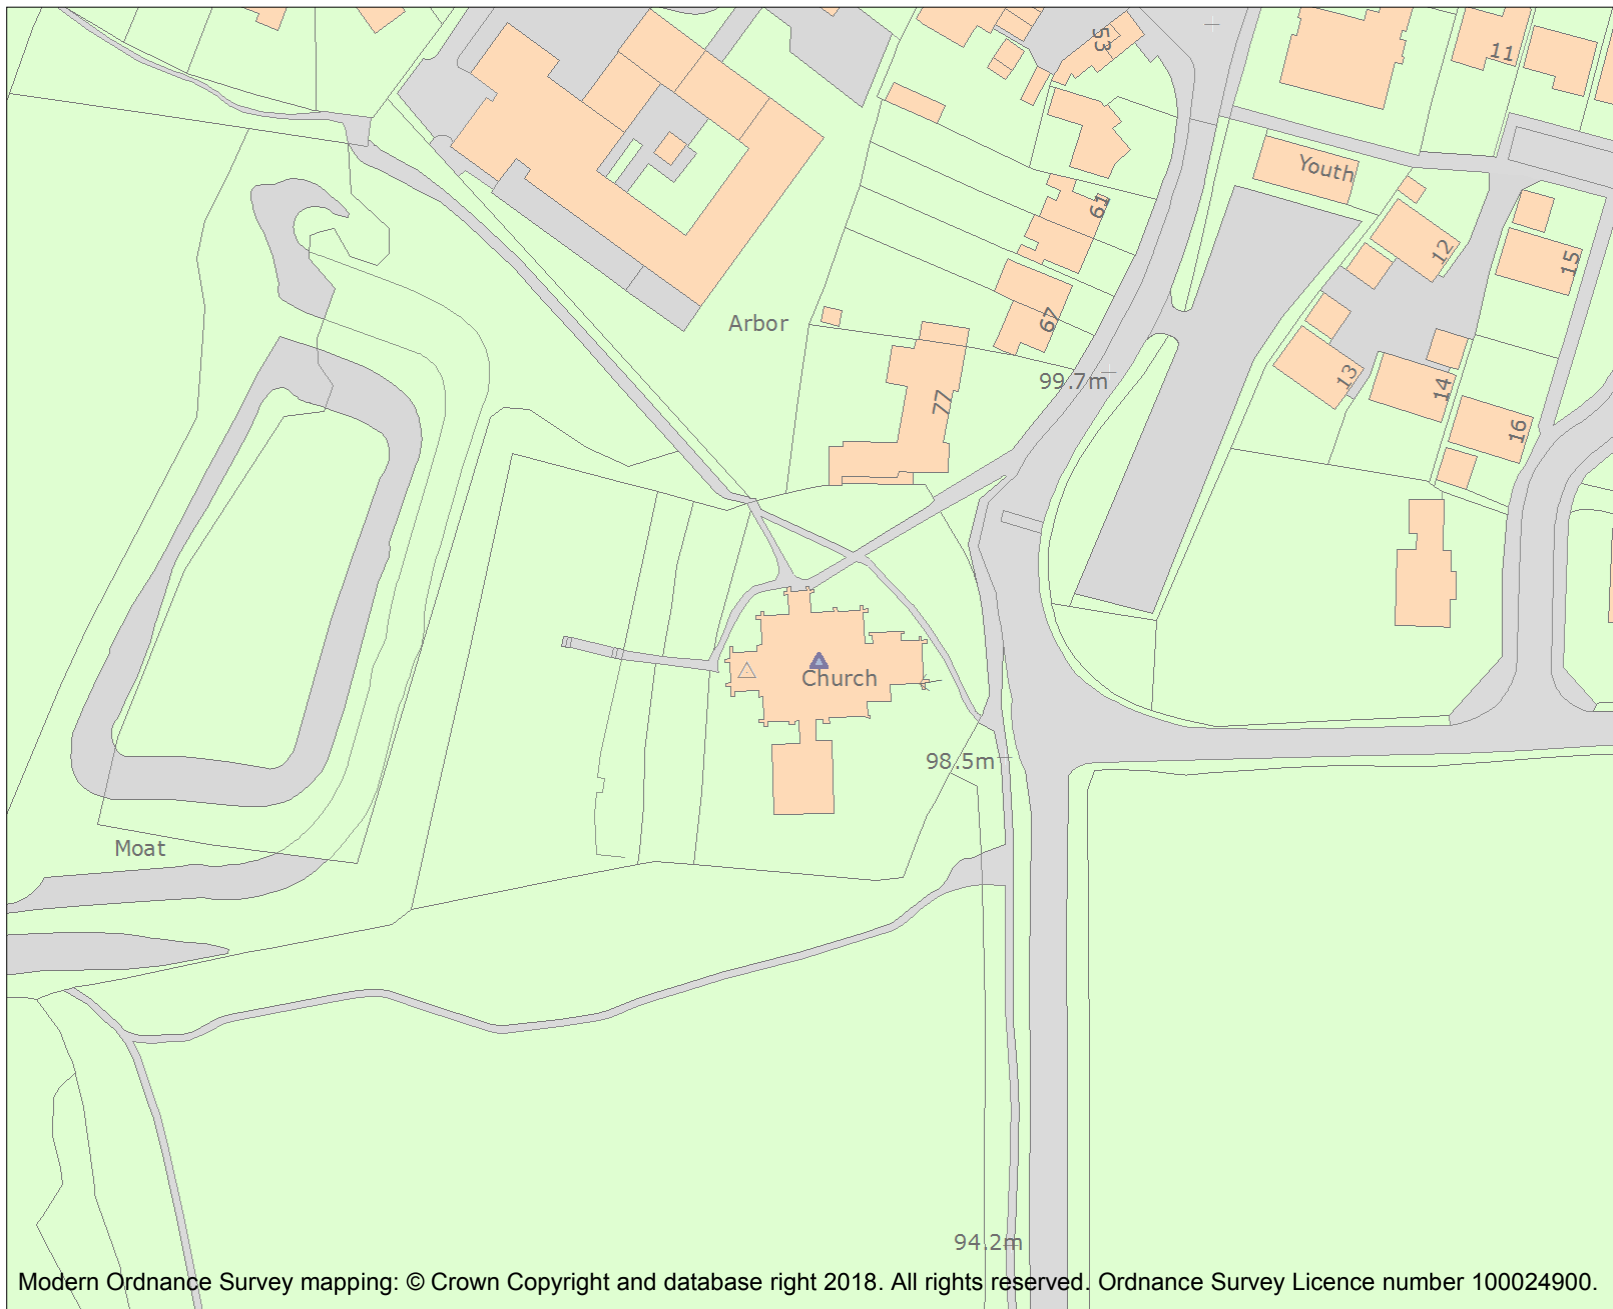 53
11
Youth
61
12
15
Arbor
67
99.7m
13
14
77
16
Church
98.5m
Moat
94.2m
Modern Ordnance Survey mapping: © Crown Copyright and database right 2018. All rights reserved. Ordnance Survey Licence number 100024900.